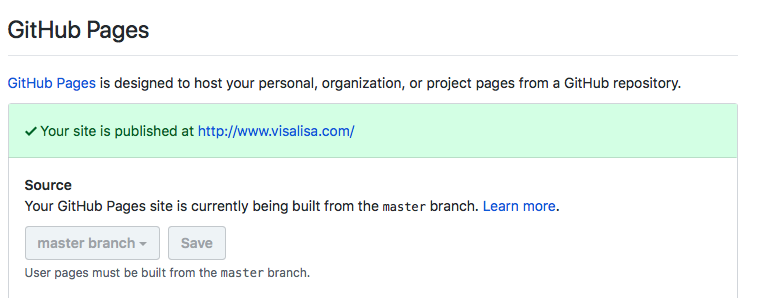 GitHub Pages
GitHub Pages is designed to host your personal, organization, or project pages from a GitHub repository.
✔ Your site is published at http://www.visalisa.com/
Source
Your GitHub Pages site is currently being built from the master branch. Learn more.
master branch Save
User pages must be built from the master branch.